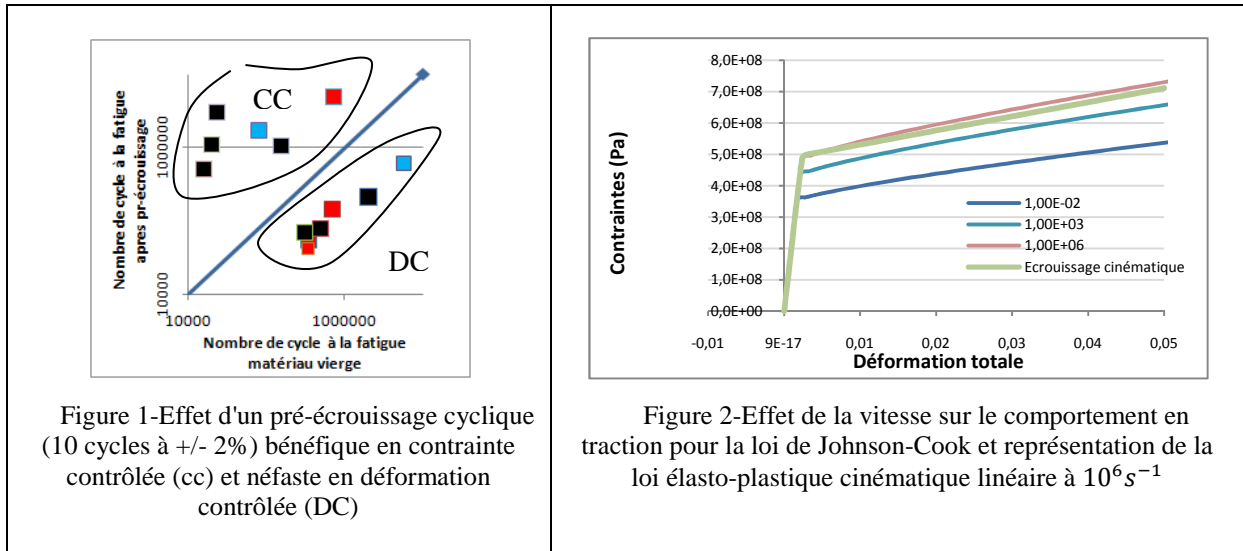 Nombre de cycle à la fatigue
apres pr-écrouissage
1000000
10000
CC
DC
10000
1000000
Nombre de cycle à la fatigue
matériau vierge
Figure 1-Effet d'un pré-écrouissage cyclique
(10 cycles à +/- 2%) bénéfique en contrainte
contrôlée (cc) et néfaste en déformation
contrôlée (DC)
Contraintes (Pa)
8,0E+08
7,0E+08
6,0E+08
5,0E+08
4,0E+08
3,0E+08
2,0E+08
1,0E+08
0,0E+00
1,00E-02
1,00E+03
1,00E+06
Ecrouissage cinématique
-0,01 9E-17 0,01 0,02 0,03 0,04 0,05
Déformation totale
Figure 2-Effet de la vitesse sur le comportement en
traction pour la loi de Johnson-Cook et représentation de la
loi élasto-plastique cinématique linéaire à 10⁶s⁻¹